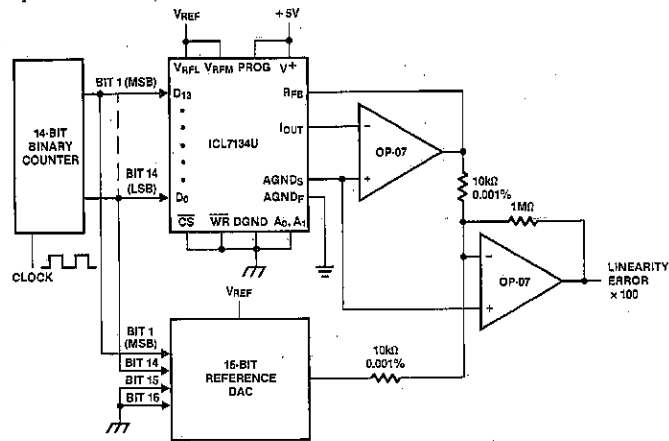 VREF
+5V
VRFL VRFM PROG V+
BIT 1 (MSB)
D13
RFB
14-BIT
BINARY
COUNTER
ICL7134U
IOUT
OP-07
BIT 14
(LSB)
D0
AGNDS
AGNDF
10kΩ
0.001%
1MΩ
CS WR DGND A0, A1
CLOCK
OP-07
LINEARITY
ERROR
× 100
VREF
BIT 1
(MSB)
BIT 14
BIT 15
BIT 16
16-BIT
REFERENCE
DAC
10kΩ
0.001%